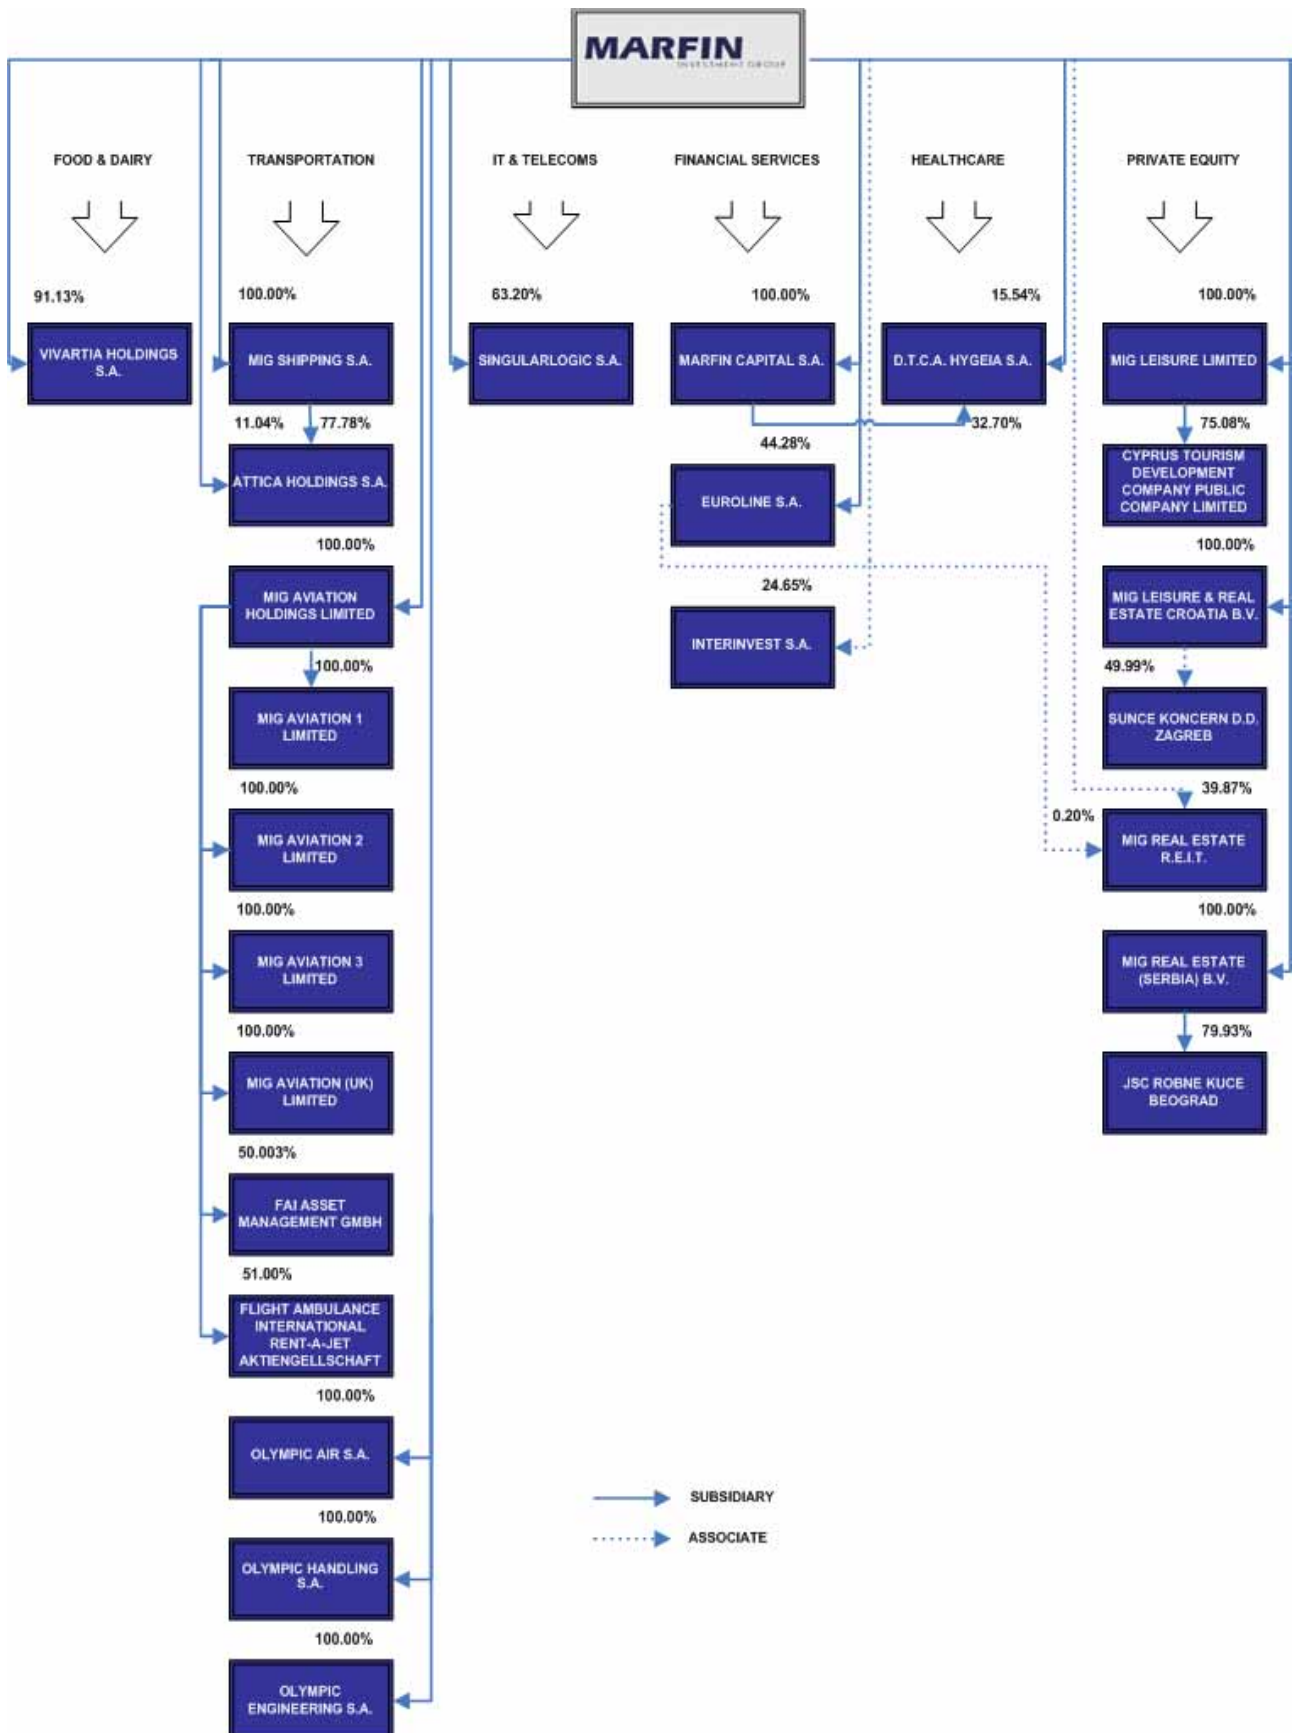 MARFIN
INVESTMENT GROUP
FOOD & DAIRY
TRANSPORTATION
IT & TELECOMS
FINANCIAL SERVICES
HEALTHCARE
PRIVATE EQUITY
91.13%
VIVARTIA HOLDINGS
S.A.
100.00%
MIG SHIPPING S.A.
11.04%
77.78%
ATTICA HOLDINGS S.A.
100.00%
MIG AVIATION
HOLDINGS LIMITED
100.00%
MIG AVIATION 1
LIMITED
100.00%
MIG AVIATION 2
LIMITED
100.00%
MIG AVIATION 3
LIMITED
100.00%
MIG AVIATION (UK)
LIMITED
50.003%
FAI ASSET
MANAGEMENT GMBH
51.00%
FLIGHT AMBULANCE
INTERNATIONAL
RENT-A-JET
AKTIENGELLSCHAFT
100.00%
OLYMPIC AIR S.A.
100.00%
OLYMPIC HANDLING
S.A.
100.00%
OLYMPIC
ENGINEERING S.A.
63.20%
SINGULARLOGIC S.A.
100.00%
MARFIN CAPITAL S.A.
44.28%
EUROLINE S.A.
24.65%
INTERINVEST S.A.
15.54%
D.T.C.A. HYGEIA S.A.
32.70%
100.00%
MIG LEISURE LIMITED
75.08%
CYPRUS TOURISM
DEVELOPMENT
COMPANY PUBLIC
COMPANY LIMITED
100.00%
MIG LEISURE & REAL
ESTATE CROATIA B.V.
49.99%
SUNCE KONCERN D.D.
ZAGREB
39.87%
0.20%
MIG REAL ESTATE
R.E.I.T.
100.00%
MIG REAL ESTATE
(SERBIA) B.V.
79.93%
JSC ROBNE KUCE
BEOGRAD
SUBSIDIARY
ASSOCIATE